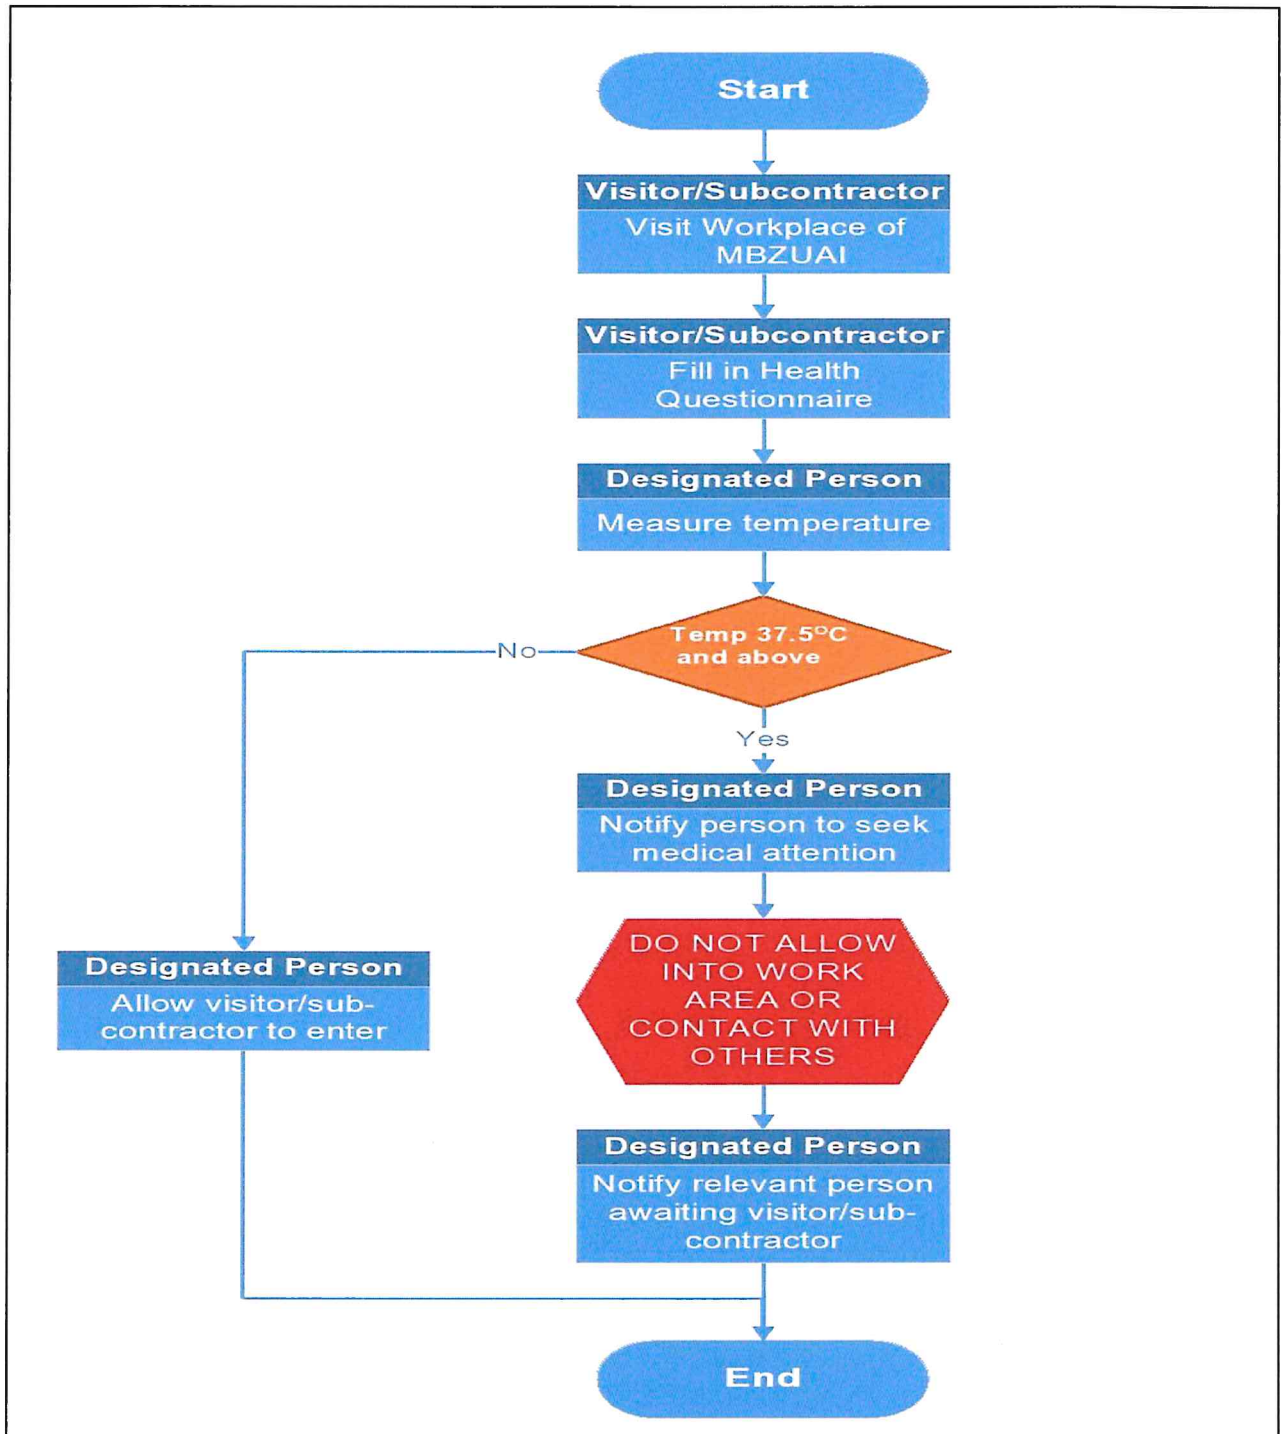 Start
Visitor/Subcontractor
Visit Workplace of
MBZUAI
Visitor/Subcontractor
Fill in Health
Questionnaire
Designated Person
Measure temperature
Temp 37.5°C
and above
No
Yes
Designated Person
Notify person to seek
medical attention
Designated Person
Allow visitor/sub-
contractor to enter
DO NOT ALLOW
INTO WORK
AREA OR
CONTACT WITH
OTHERS
Designated Person
Notify relevant person
awaiting visitor/sub-
contractor
End